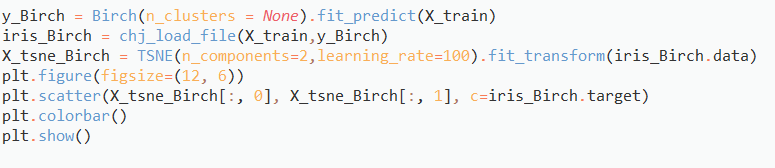 y_Birch = Birch(n_clusters = None).fit_predict(X_train)
iris_Birch = chj_load_file(X_train,y_Birch)
X_tsne_Birch = TSNE(n_components=2,learning_rate=100).fit_transform(iris_Birch.data)
plt.figure(figsize=(12, 6))
plt.scatter(X_tsne_Birch[:, 0], X_tsne_Birch[:, 1], c=iris_Birch.target)
plt.colorbar()
plt.show()